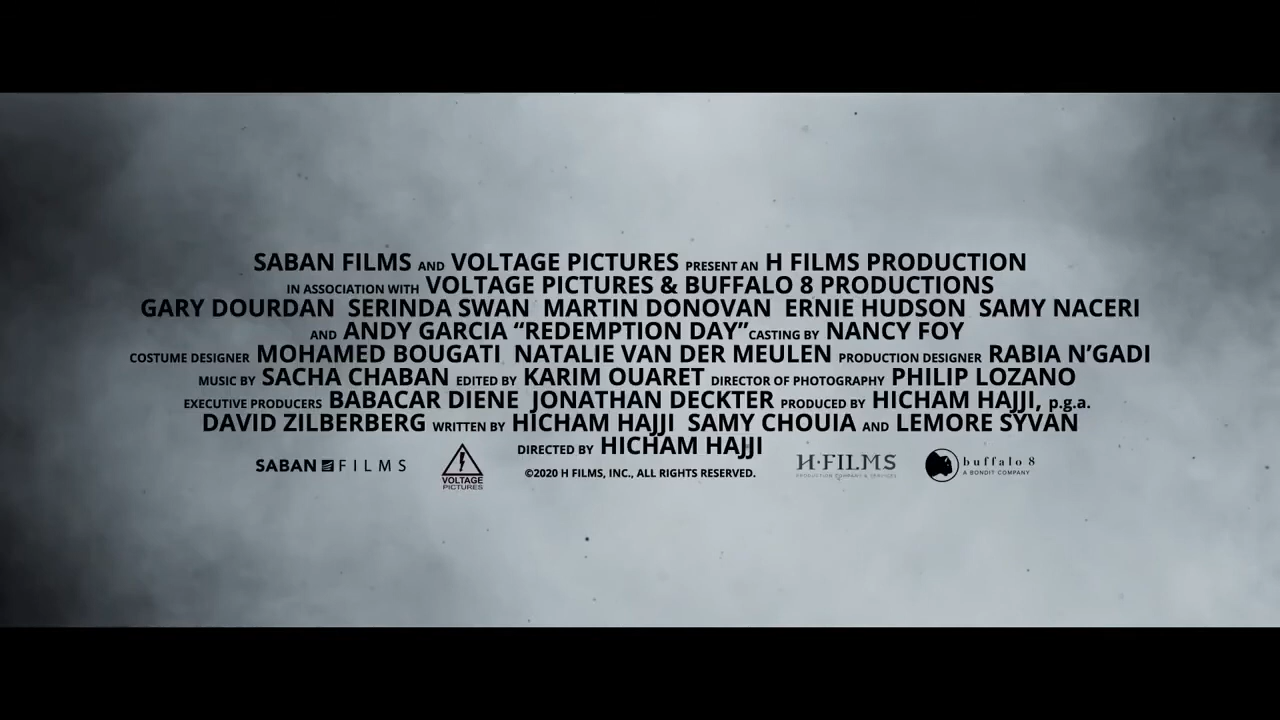 SABAN FILMS AND VOLTAGE PICTURES PRESENT AN H FILMS PRODUCTION
IN ASSOCIATION WITH VOLTAGE PICTURES & BUFFALO 8 PRODUCTIONS
GARY DOURDAN SERINDA SWAN MARTIN DONOVAN ERNIE HUDSON SAMY NACERI
AND ANDY GARCIA “REDEMPTION DAY” CASTING BY NANCY FOY
COSTUME DESIGNER MOHAMED BOUGATI NATALIE VAN DER MEULEN PRODUCTION DESIGNER RABIA N’GADI
MUSIC BY SACHA CHABAN EDITED BY KARIM OUARET DIRECTOR OF PHOTOGRAPHY PHILIP LOZANO
EXECUTIVE PRODUCERS BABACAR DIENE JONATHAN DECKTER PRODUCED BY HICHAM HAJJI, p.g.a.
DAVID ZILBERBERG WRITTEN BY HICHAM HAJJI SAMY CHOUIA AND LEMORE SYVAN
DIRECTED BY HICHAM HAJJI
SABAN FILMS
VOLTAGE
PICTURES
©2020 H FILMS, INC., ALL RIGHTS RESERVED.
H·FILMS
PRODUCTION COMPANY & SERVICES
buffalo 8
A BONDIT COMPANY